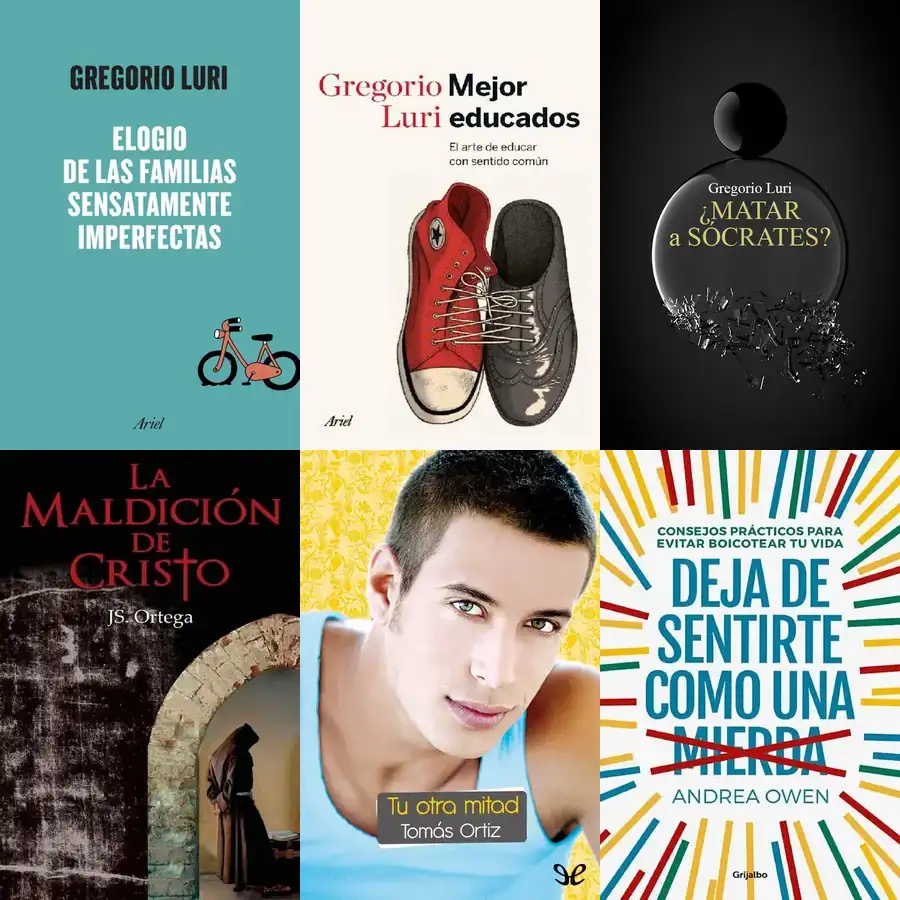 GREGORIO LURI
ELOGIO
DE LAS FAMILIAS
SENSATAMENTE
IMPERFECTAS
Ariel
Gregorio Mejor
Luri educados
El arte de educar
con sentido común
Ariel
Gregorio Luri
¿MATAR
a SÓCRATES?
LA
MALDICIÓN
DE
CRISTO
JS. Ortega
Tu otra mitad
Tomás Ortiz
CONSEJOS PRÁCTICOS PARA
EVITAR BOICOTEAR TU VIDA
DEJA DE
SENTIRTE
COMO UNA
MIERDA
ANDREA OWEN
Grijalbo